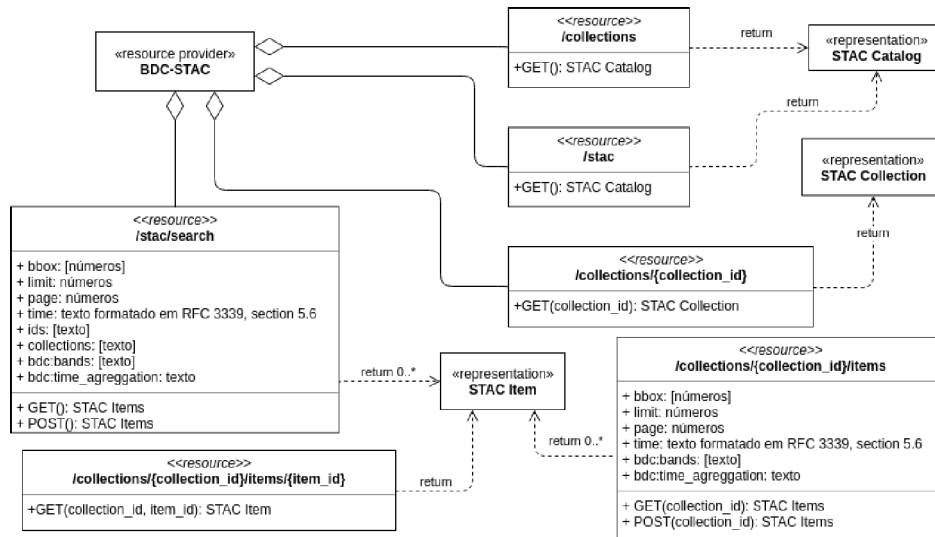 «resource provider»
BDC-STAC
<<resource>>
/collections
+GET(): STAC Catalog
return
«representation»
STAC Catalog
return
<<resource>>
/stac
+GET(): STAC Catalog
«representation»
STAC Collection
return
<<resource>>
/stac/search
+ bbox: [números]
+ limit: números
+ page: números
+ time: texto formatado em RFC 3339, section 5.6
+ ids: [texto]
+ collections: [texto]
+ bdc:bands: [texto]
+ bdc:time_agreggation: texto
+ GET(): STAC Items
+ POST(): STAC Items
<<resource>>
/collections/{collection_id}
+GET(collection_id): STAC Collection
return 0..*
«representation»
STAC Item
return 0..*
<<resource>>
/collections/{collection_id}/items
+ bbox: [números]
+ limit: números
+ page: números
+ time: texto formatado em RFC 3339, section 5.6
+ bdc:bands: [texto]
+ bdc:time_agreggation: texto
+ GET(collection_id): STAC Items
+ POST(collection_id): STAC Items
<<resource>>
/collections/{collection_id}/items/{item_id}
+GET(collection_id, item_id): STAC Item
return